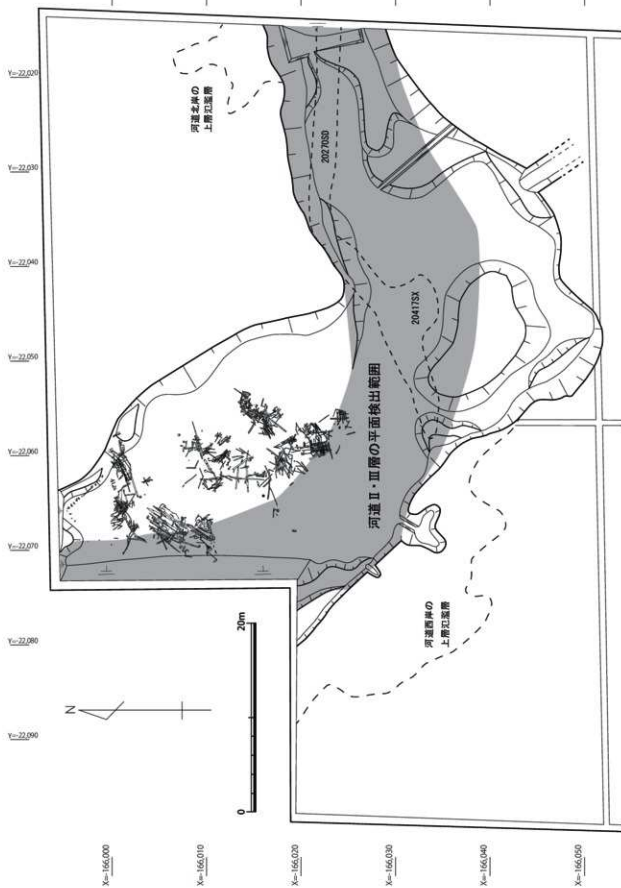 Y=-22,020
Y=-22,030
Y=-22,040
Y=-22,050
Y=-22,060
Y=-22,070
Y=-22,080
Y=-22,090
河道北岸の
上層氾濫層
20270SD
20417SX
河道Ⅱ・Ⅲ層の平面検出範囲
河道西岸の
上層氾濫層
N
0
20m
X=-166,000
X=-166,010
X=-166,020
X=-166,030
X=-166,040
X=-166,050